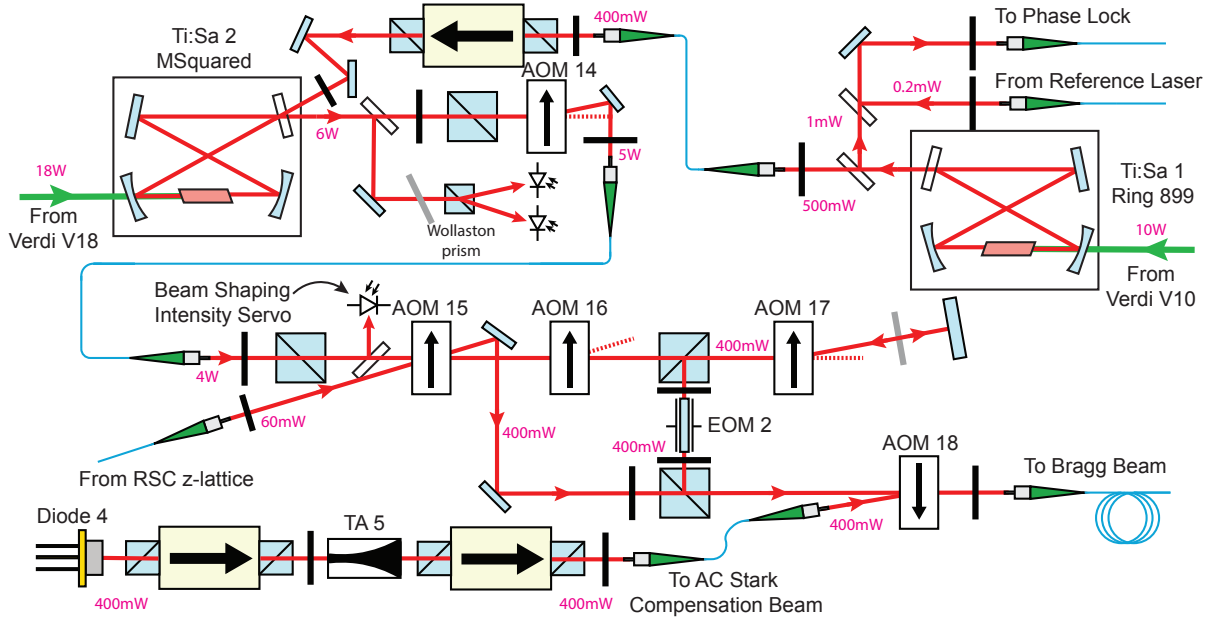 Ti:Sa 2
MSquared
400mW
To Phase Lock
AOM 14
From Reference Laser
0.2mW
6W
1mW
18W
5W
Ti:Sa 1
Ring 899
From
Verdi V18
Wollaston
prism
500mW
10W
From
Verdi V10
Beam Shaping
Intensity Servo
AOM 15
AOM 16
AOM 17
400mW
4W
60mW
EOM 2
400mW
400mW
AOM 18
From RSC z-lattice
To Bragg Beam
Diode 4
TA 5
400mW
400mW
400mW
To AC Stark
Compensation Beam